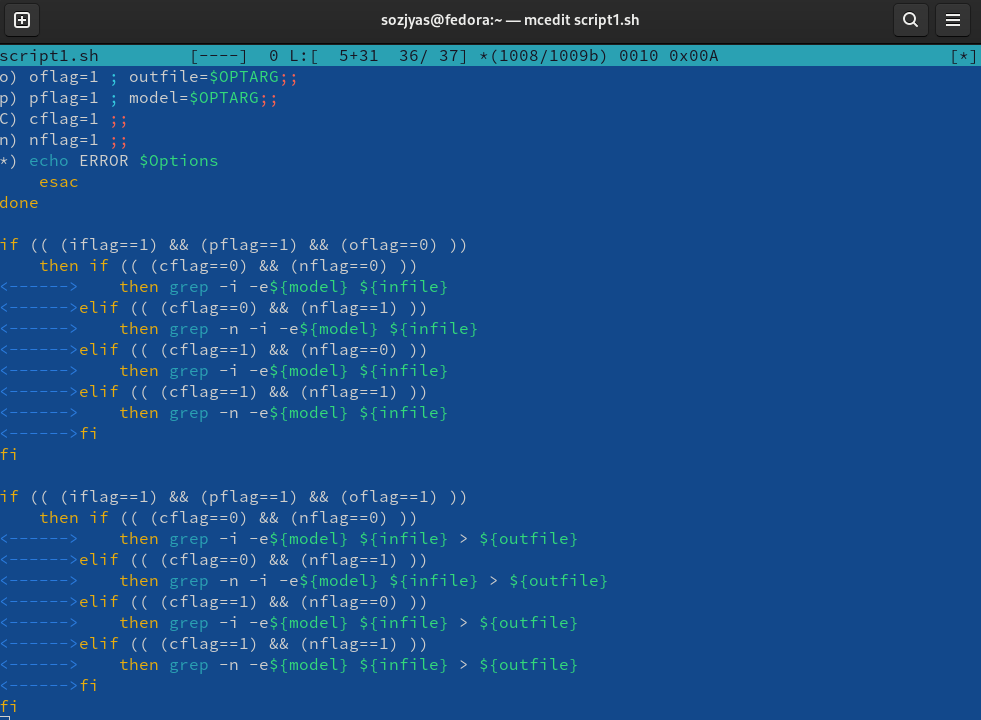 sozjyas@fedora:~ — mcedit script1.sh
script1.sh         [----]  0 L:[  5+31  36/ 37] *(1008/1009b) 0010 0x00A                       [*]
o) oflag=1 ; outfile=$OPTARG;;
p) pflag=1 ; model=$OPTARG;;
C) cflag=1 ;;
n) nflag=1 ;;
*) echo ERROR $Options
    esac
done
if (( (iflag==1) && (pflag==1) && (oflag==0) ))
    then if (( (cflag==0) && (nflag==0) ))
<------>    then grep -i -e${model} ${infile}
<------>elif (( (cflag==0) && (nflag==1) ))
<------>    then grep -n -i -e${model} ${infile}
<------>elif (( (cflag==1) && (nflag==0) ))
<------>    then grep -i -e${model} ${infile}
<------>elif (( (cflag==1) && (nflag==1) ))
<------>    then grep -n -e${model} ${infile}
<------>fi
fi
if (( (iflag==1) && (pflag==1) && (oflag==1) ))
    then if (( (cflag==0) && (nflag==0) ))
<------>    then grep -i -e${model} ${infile} > ${outfile}
<------>elif (( (cflag==0) && (nflag==1) ))
<------>    then grep -n -i -e${model} ${infile} > ${outfile}
<------>elif (( (cflag==1) && (nflag==0) ))
<------>    then grep -i -e${model} ${infile} > ${outfile}
<------>elif (( (cflag==1) && (nflag==1) ))
<------>    then grep -n -e${model} ${infile} > ${outfile}
<------>fi
fi